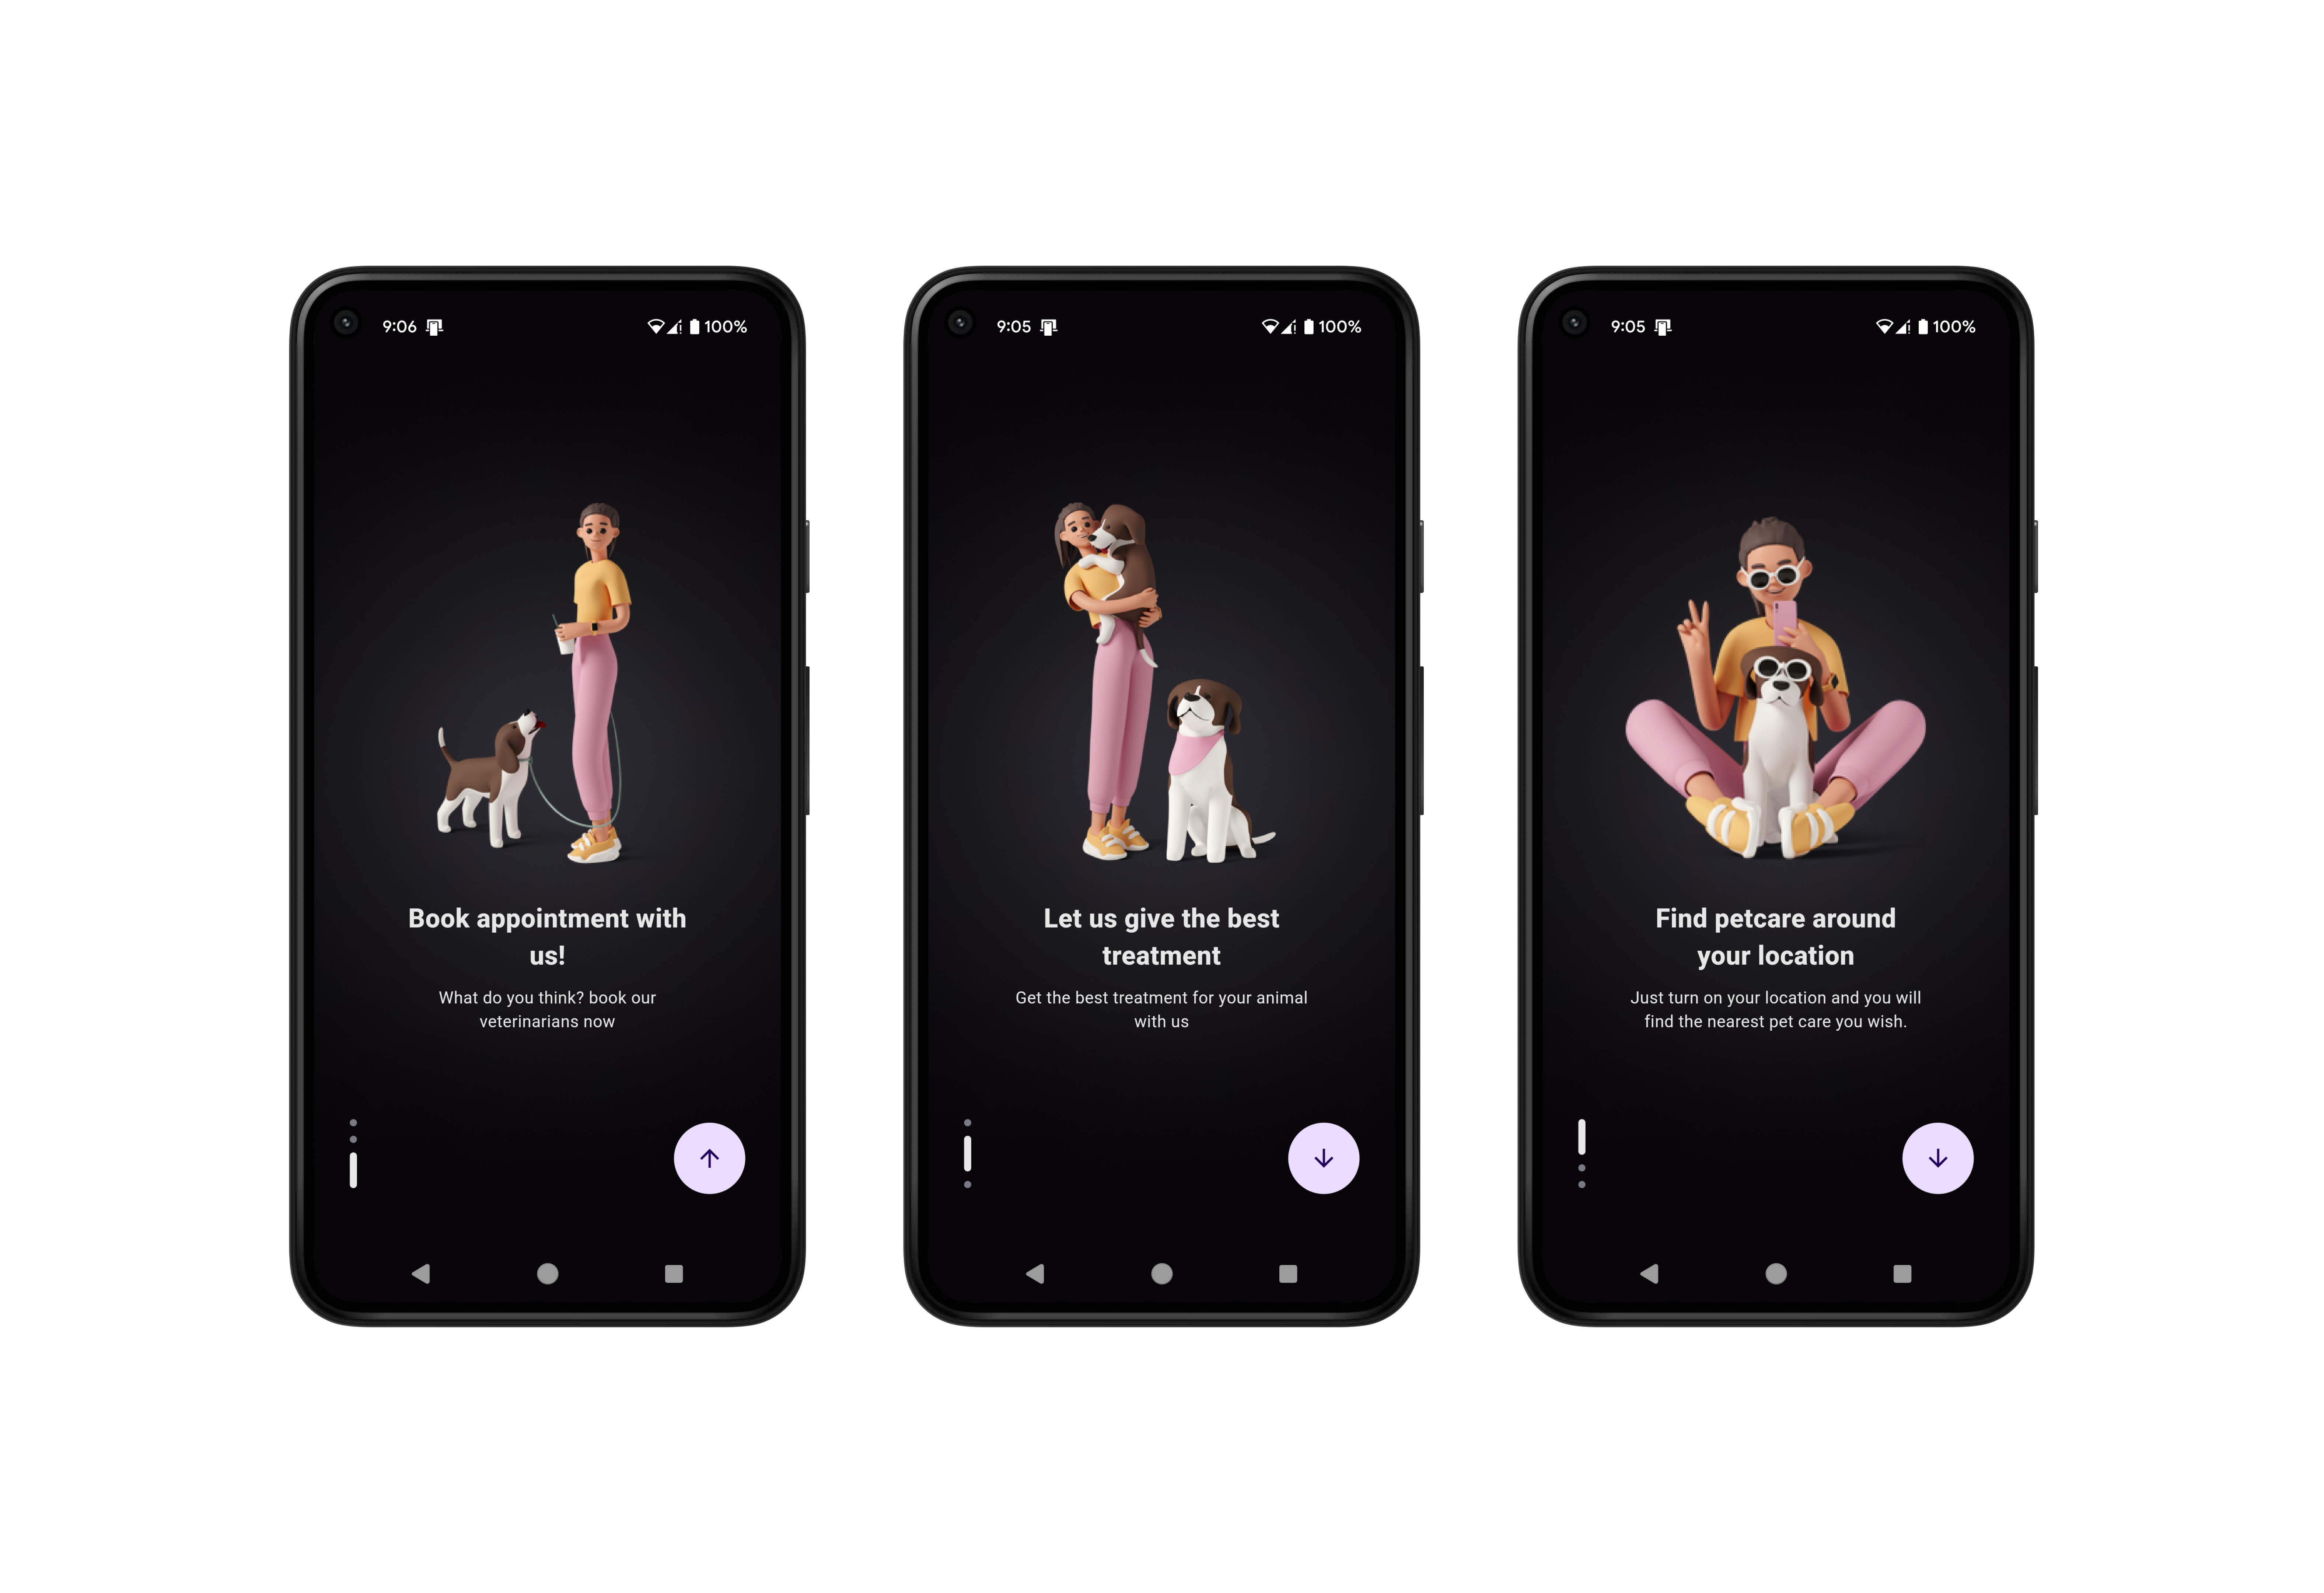 9:06 100%
Book appointment with
us!
What do you think? book our
veterinarians now
9:05 100%
Let us give the best
treatment
Get the best treatment for your animal
with us
9:05 100%
Find petcare around
your location
Just turn on your location and you will
find the nearest pet care you wish.